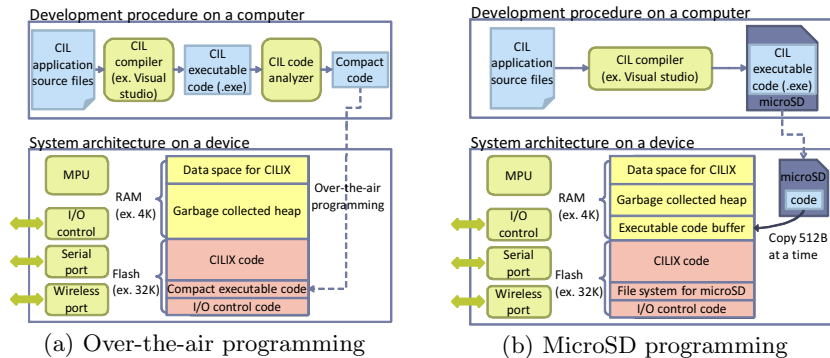 Development procedure on a computer
CIL
application
source files
CIL
compiler
(ex. Visual
studio)
CIL
executable
code (.exe)
CIL code
analyzer
Compact
code
System architecture on a device
MPU
I/O
control
Serial
port
Wireless
port
RAM
(ex. 4K)
Flash
(ex. 32K)
Data space for CILIX
Garbage collected heap
CILIX code
Compact executable code
I/O control code
Over-the-air
programming
(a) Over-the-air programming
Development procedure on a computer
CIL
application
source files
CIL compiler
(ex. Visual studio)
CIL
executable
code (.exe)
microSD
System architecture on a device
MPU
I/O
control
Serial
port
Wireless
port
RAM
(ex. 4K)
Flash
(ex. 32K)
Data space for CILIX
Garbage collected heap
Executable code buffer
CILIX code
File system for microSD
I/O control code
microSD
code
Copy 512B
at a time
(b) MicroSD programming